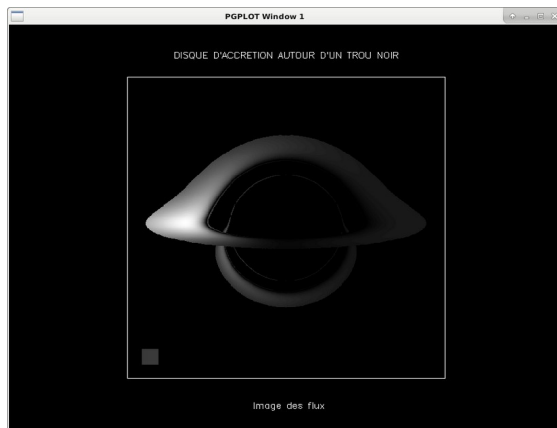 PGPLOT Window 1
DISQUE D'ACCRETION AUTOUR D'UN TROU NOIR
Image des flux